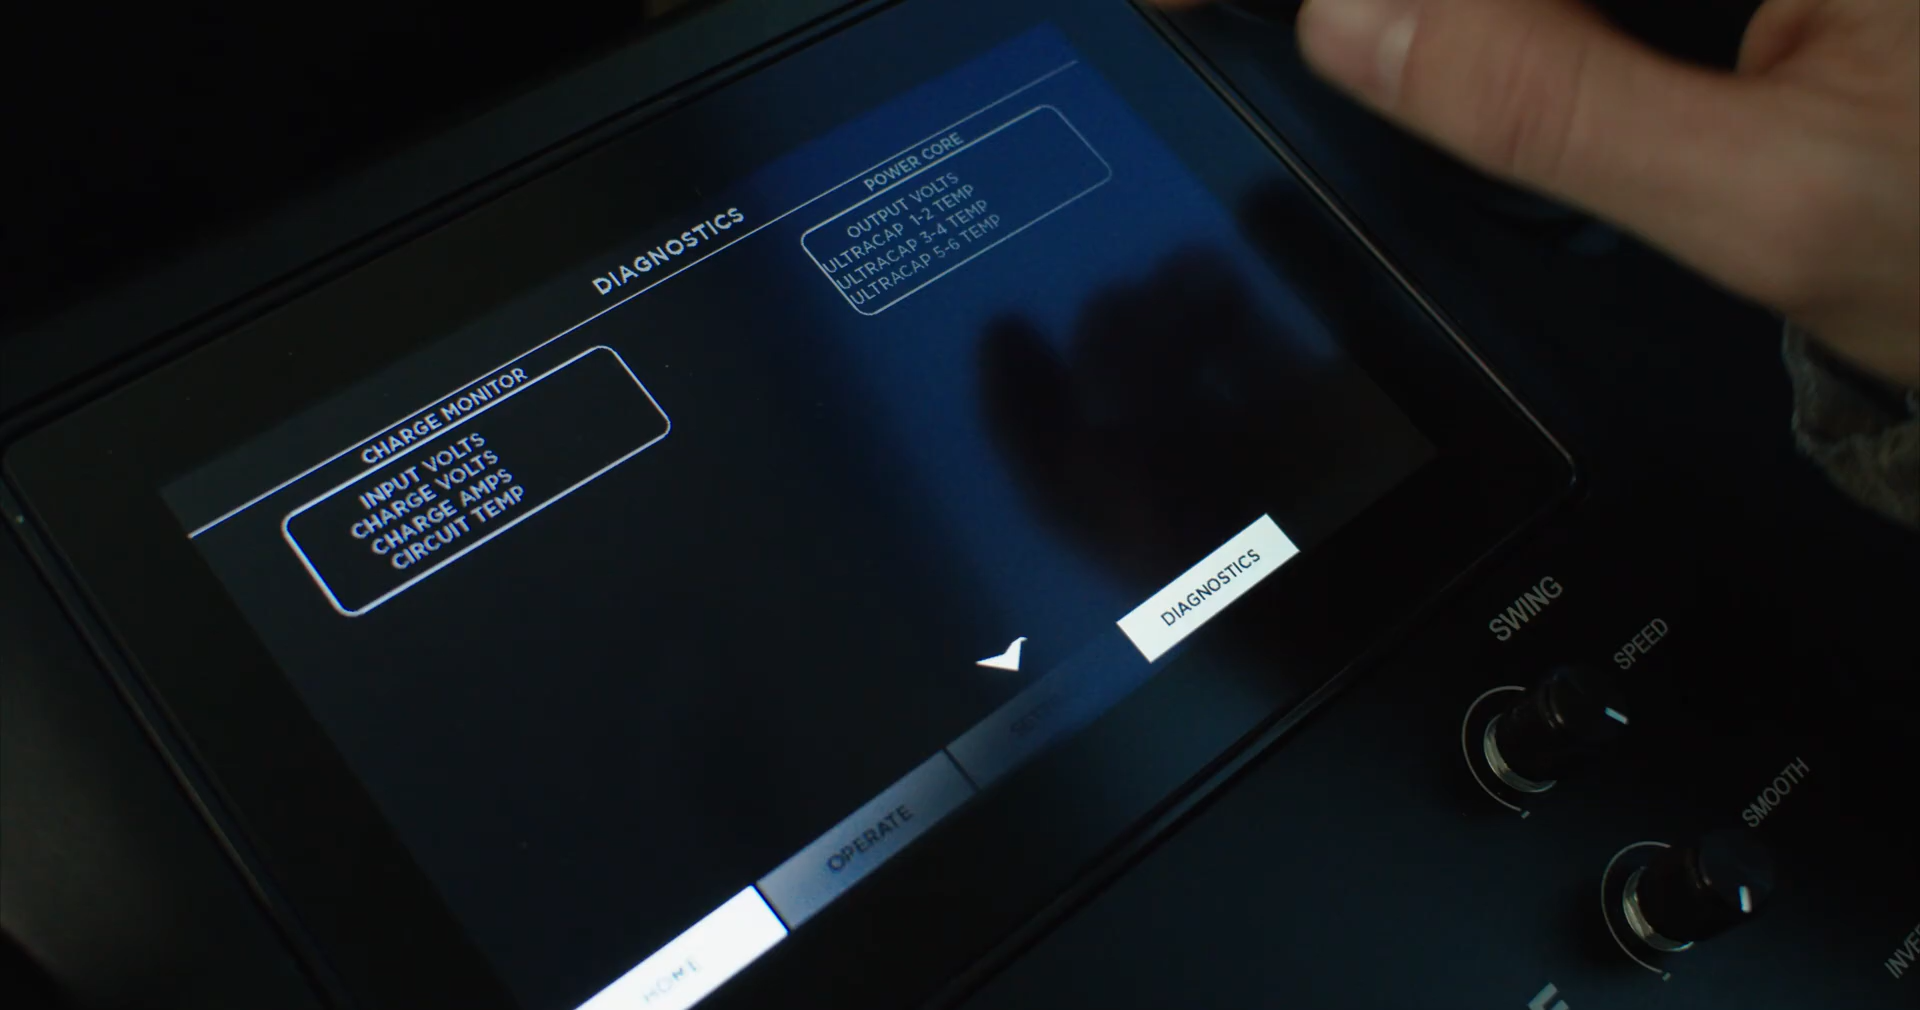 DIAGNOSTICS
CHARGE MONITOR
INPUT VOLTS
CHARGE VOLTS
CHARGE AMPS
CIRCUIT TEMP
POWER CORE
OUTPUT VOLTS
ULTRACAP 1-2 TEMP
ULTRACAP 3-4 TEMP
ULTRACAP 5-6 TEMP
HOME
OPERATE
DIAGNOSTICS
SWING
SPEED
SMOOTH